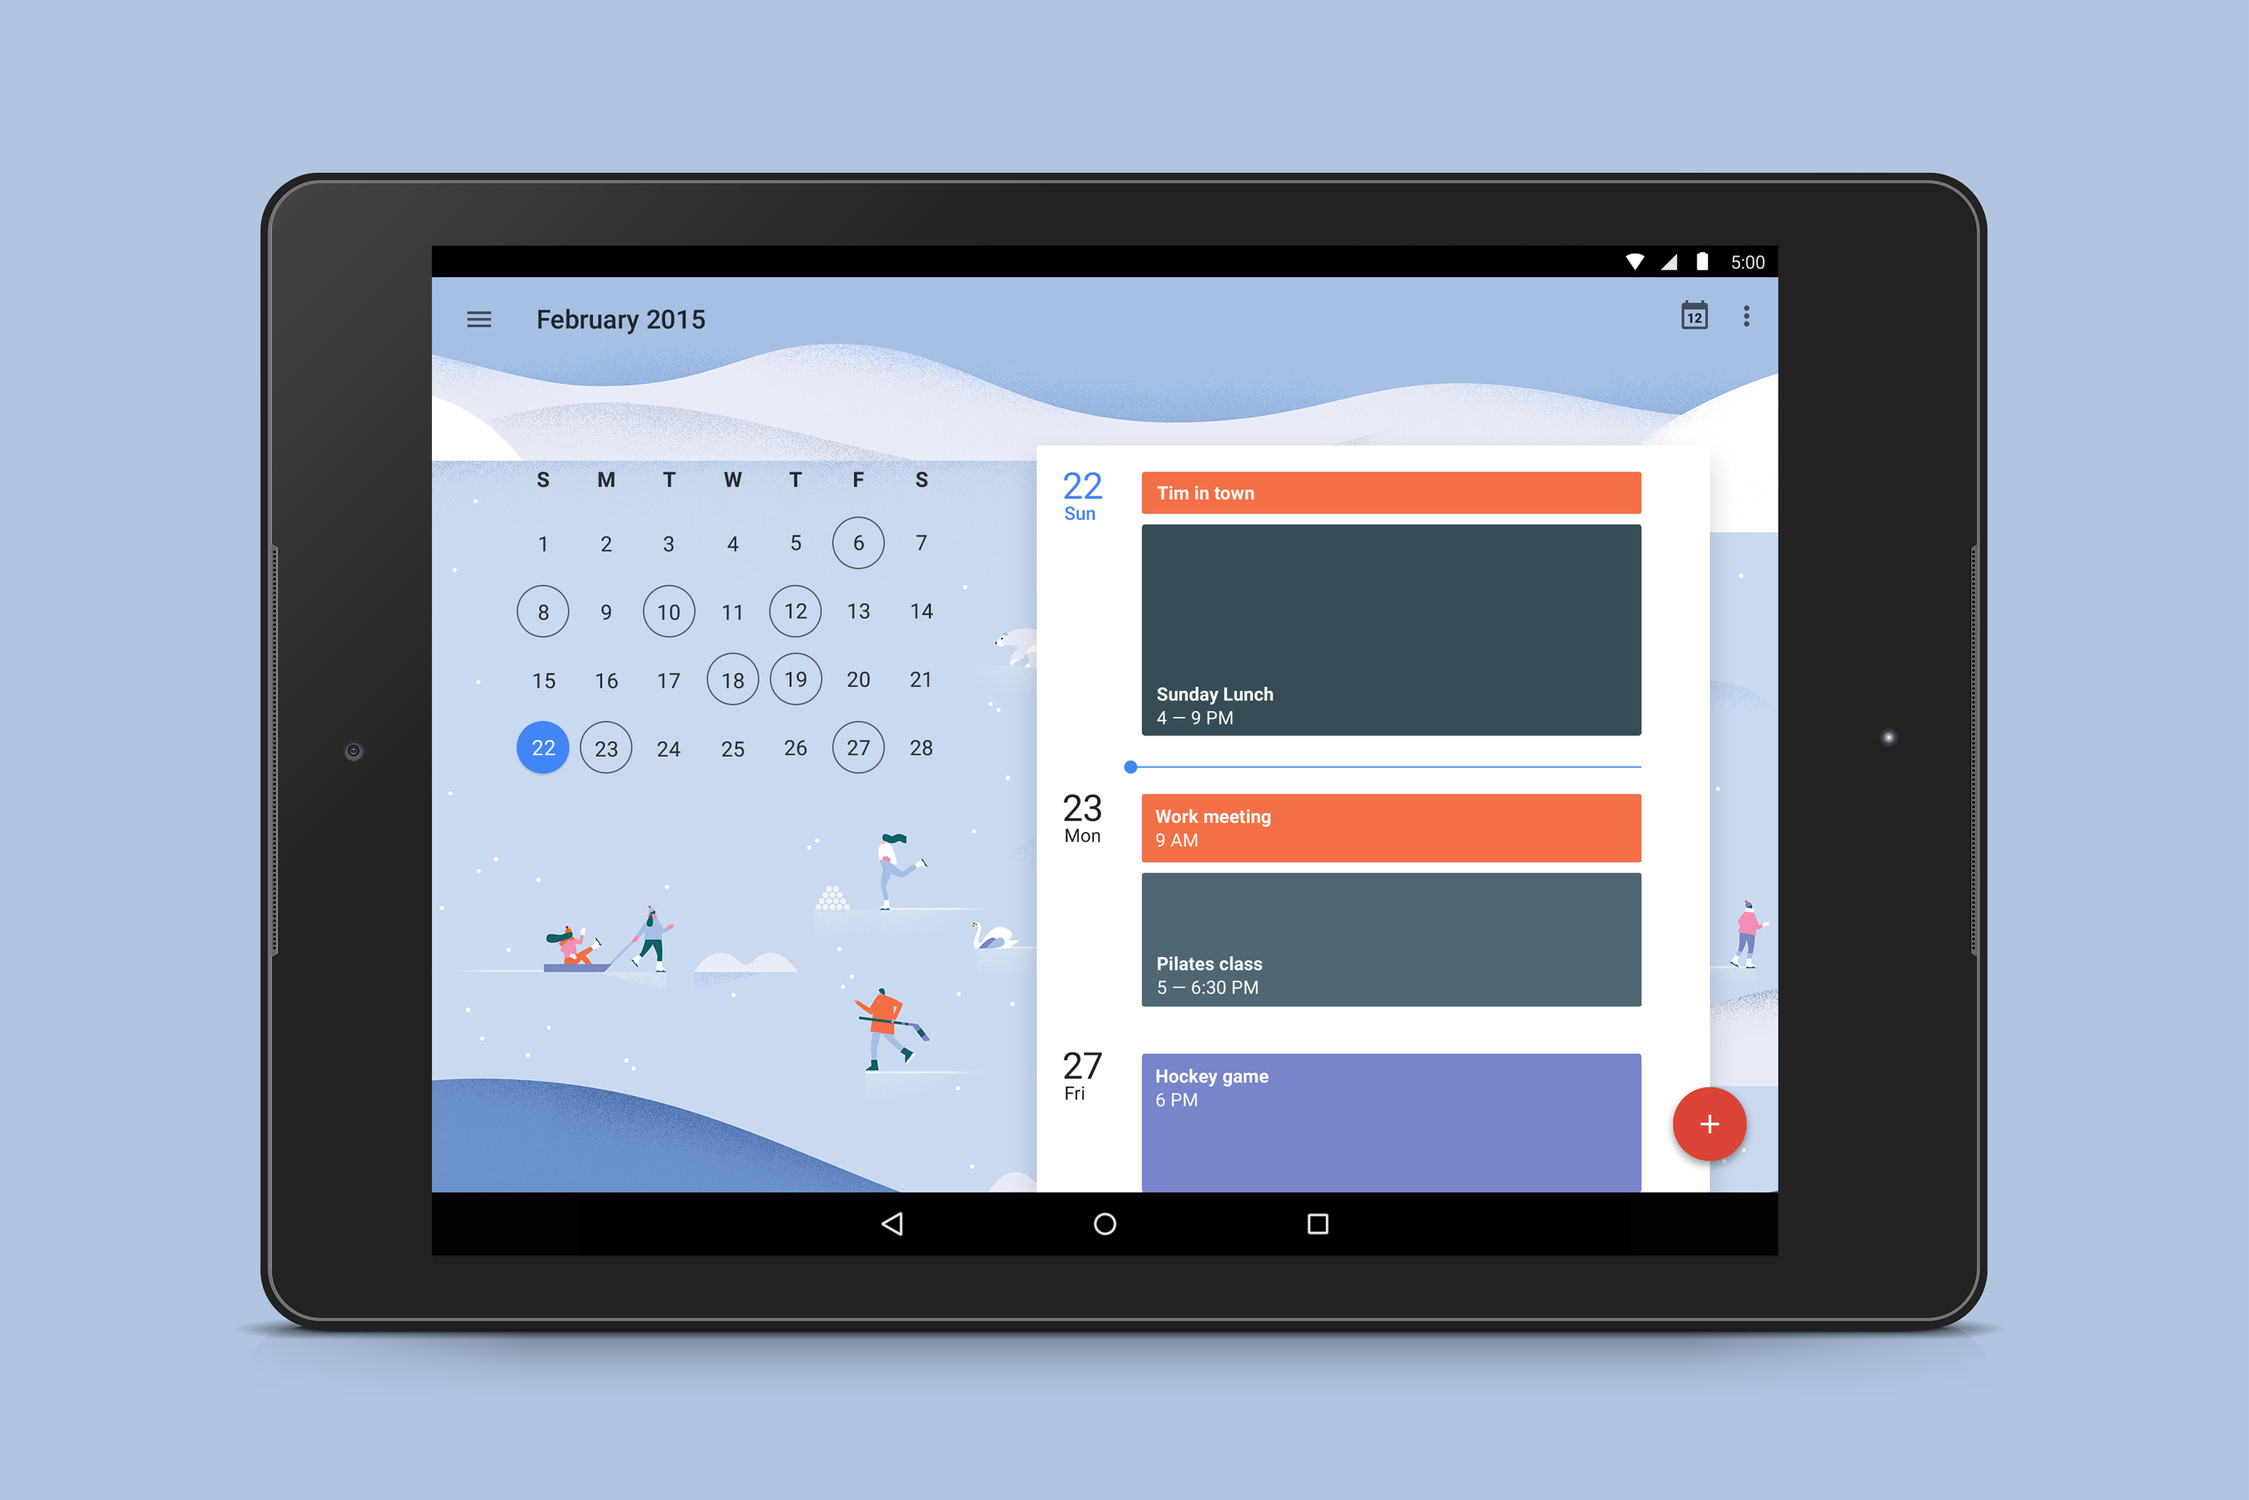 5:00
February 2015
12
S M T W T F S
1 2 3 4 5 6 7
8 9 10 11 12 13 14
15 16 17 18 19 20 21
22 23 24 25 26 27 28
22
Sun
Tim in town
Sunday Lunch
4 — 9 PM
23
Mon
Work meeting
9 AM
Pilates class
5 — 6:30 PM
27
Fri
Hockey game
6 PM